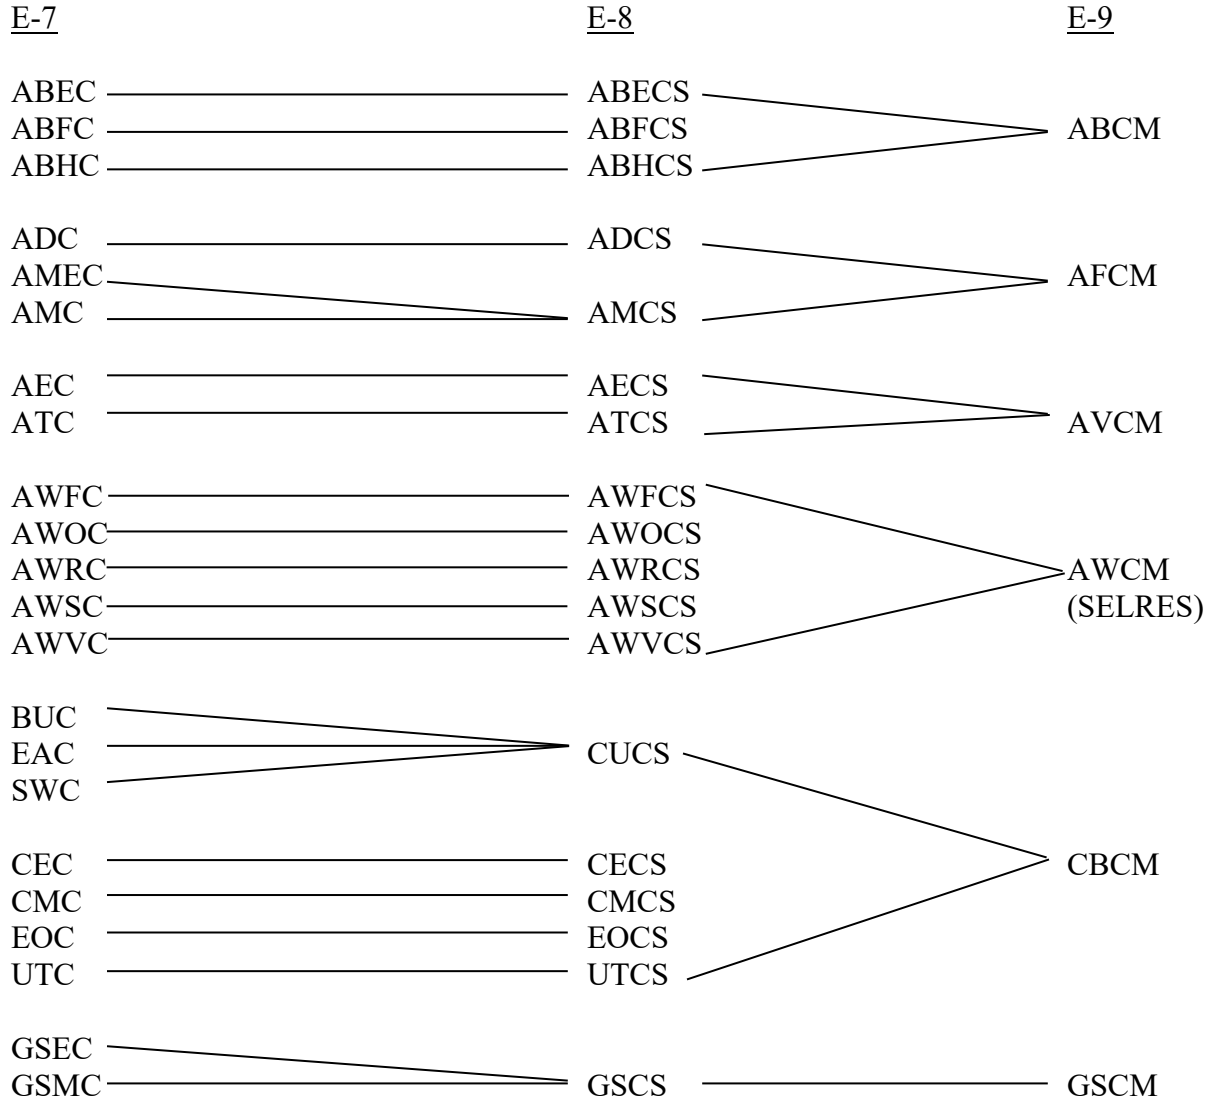 E-7 E-8 E-9
ABEC ABECS
ABFC ABFCS ABCM
ABHC ABHCS
ADC ADCS
AMEC AFCM
AMC AMCS
AEC AECS
ATC ATCS AVCM
AWFC AWFCS
AWOC AWOCS
AWRC AWRCS AWCM
AWSC AWSCS (SELRES)
AWVC AWVCS
BUC
EAC CUCS
SWC
CEC CECS CBCM
CMC CMCS
EOC EOCS
UTC UTCS
GSEC
GSMC GSCS GSCM